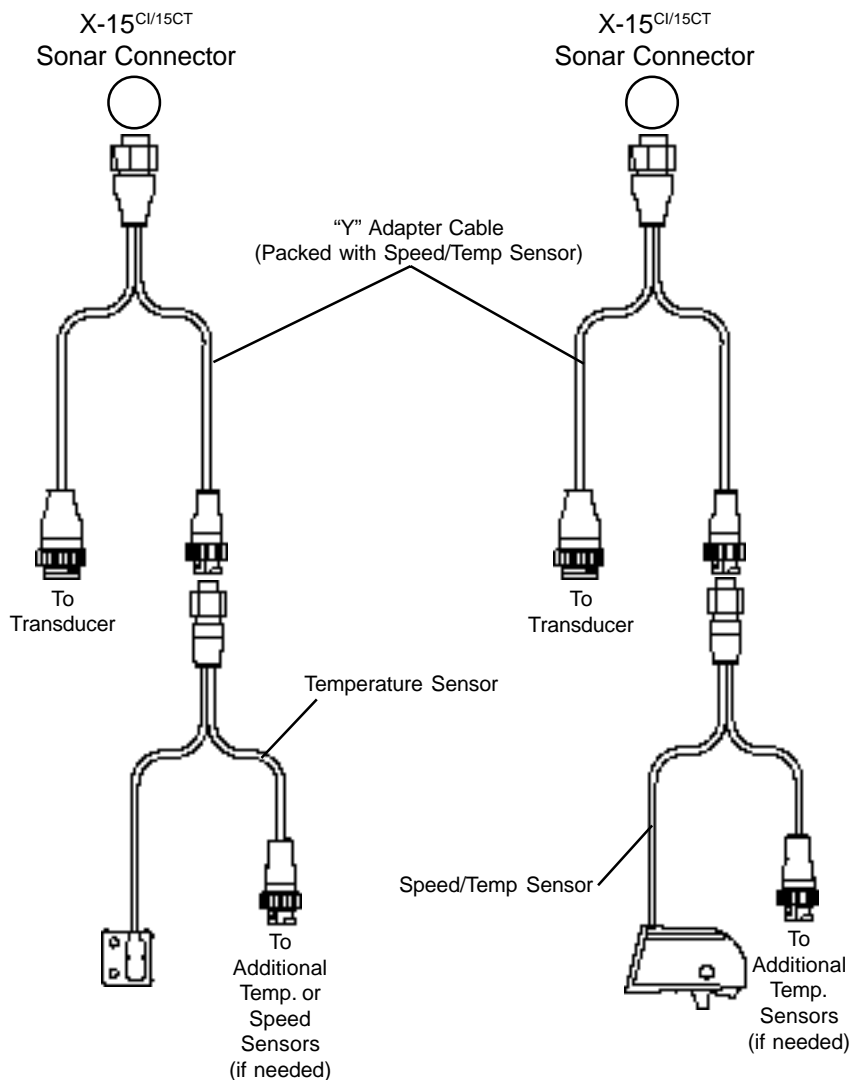 X-15CI/15CT
Sonar Connector
X-15CI/15CT
Sonar Connector
“Y” Adapter Cable
(Packed with Speed/Temp Sensor)
To
Transducer
To
Transducer
Temperature Sensor
Speed/Temp Sensor
To
Additional
Temp. or
Speed
Sensors
(if needed)
To
Additional
Temp.
Sensors
(if needed)